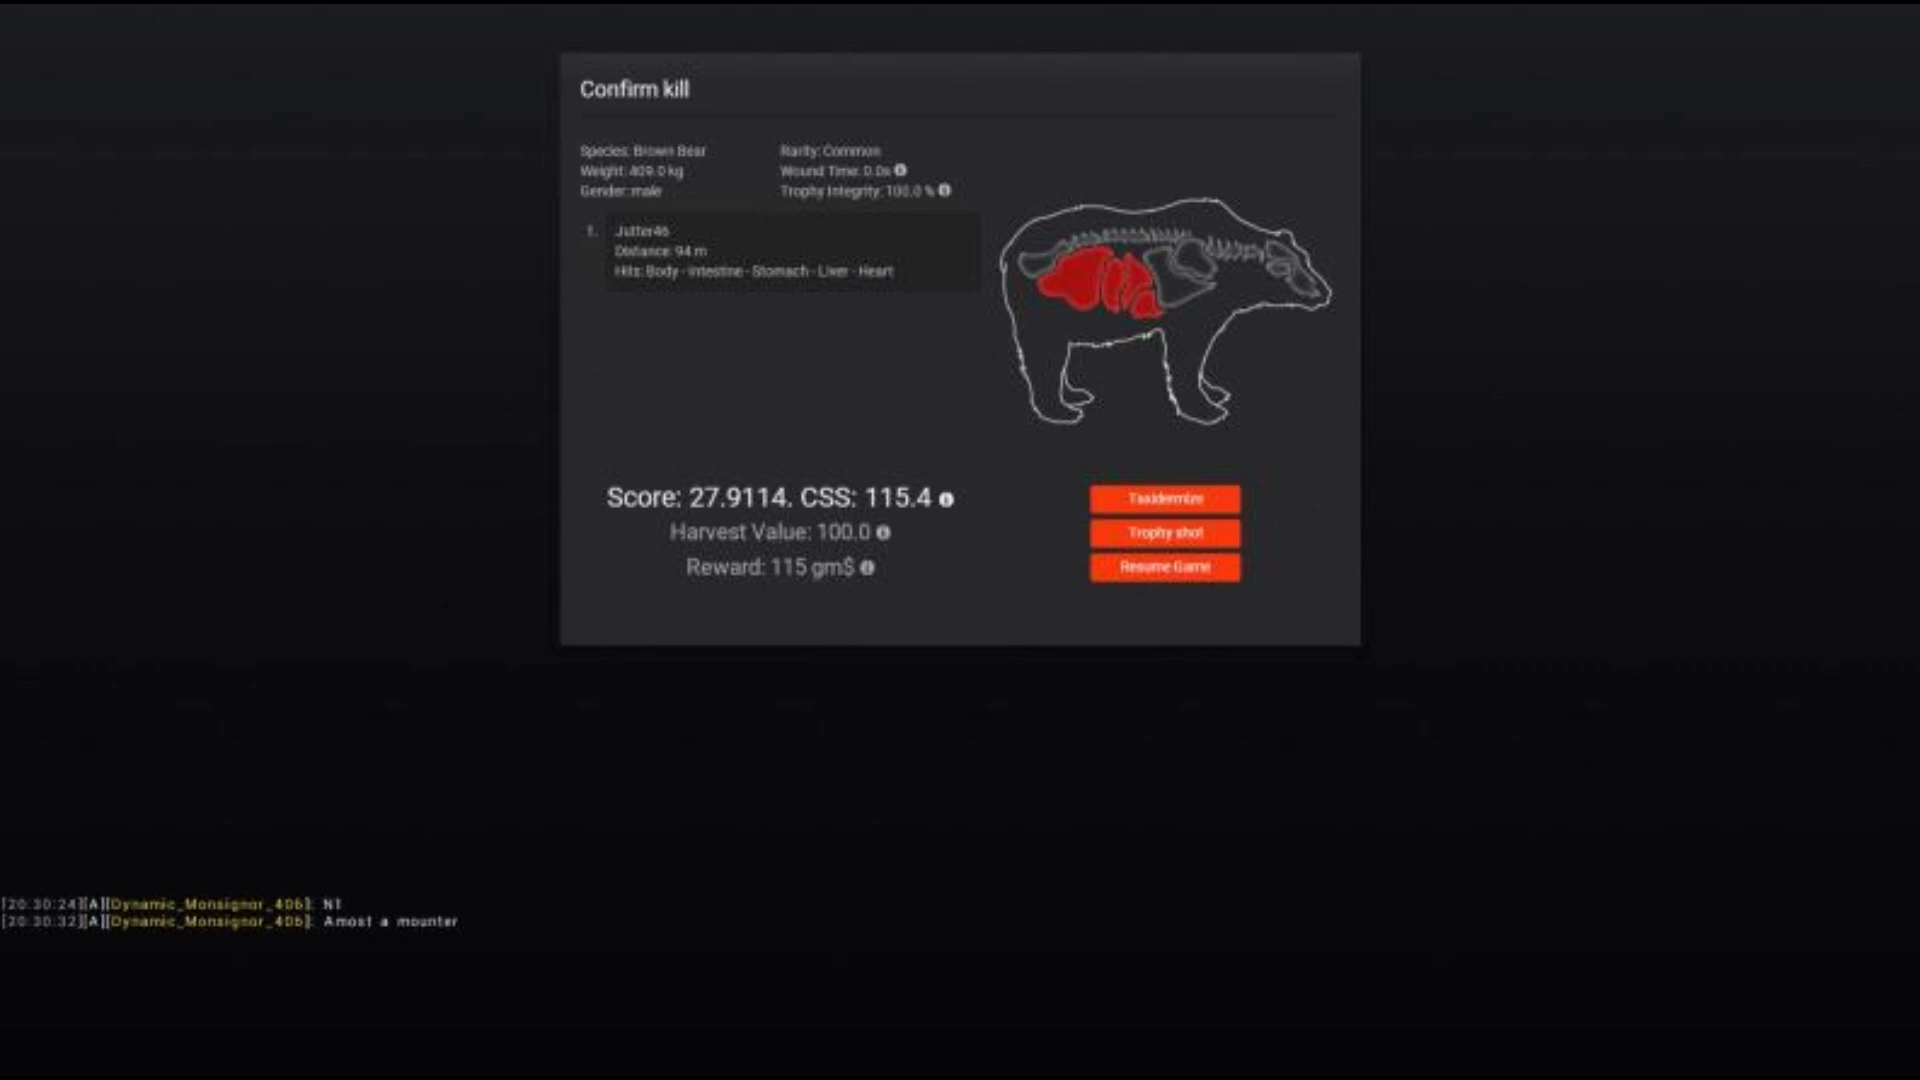 Confirm kill
Species: Brown Bear
Rarity: Common
Weight: 409.0 kg
Wound Time: 0.0s
Gender: male
Trophy Integrity: 100.0 %
1. Jutter46
Distance: 94 m
Hits: Body - Intestine - Stomach - Liver - Heart
Score: 27.9114. CSS: 115.4
Harvest Value: 100.0
Reward: 115 gm$
Taxidermize
Trophy shot
Resume Game
[20:30:24][A][Dynamic_Monsignor_406]: N1
[20:30:32][A][Dynamic_Monsignor_406]: Amost a mounter